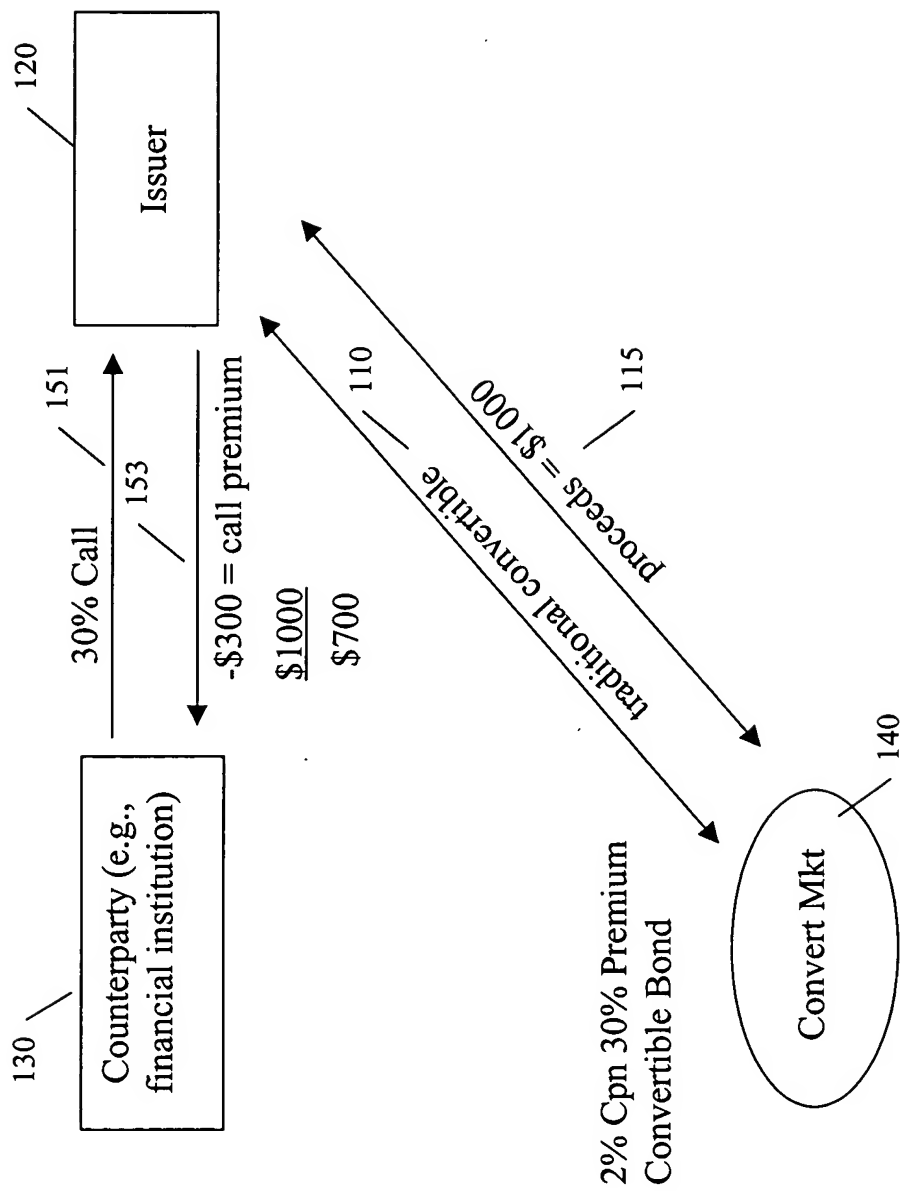 130
Counterparty (e.g.,
financial institution)
30% Call
151
153
-$300 = call premium
$1000
$700
120
Issuer
110
traditional convertible
proceeds = $1000
115
2% Cpn 30% Premium
Convertible Bond
Convert Mkt
140